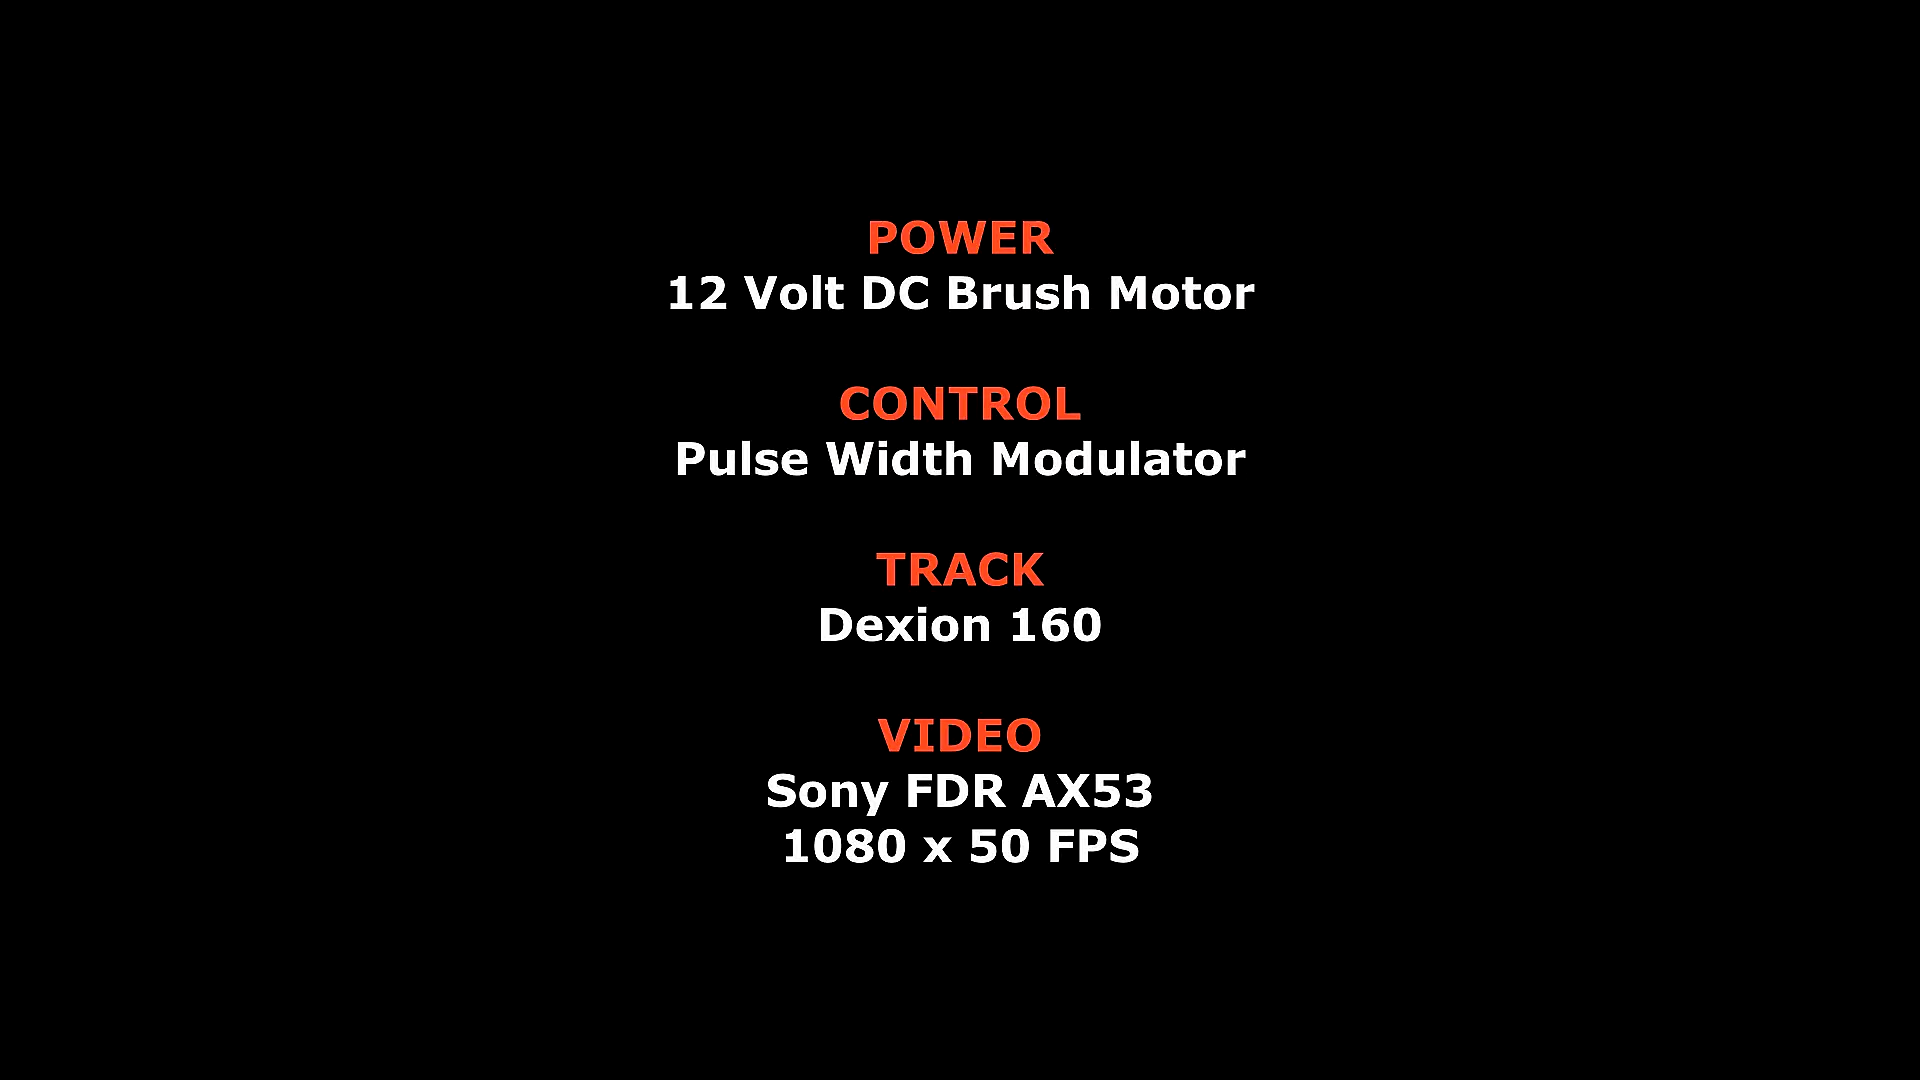 POWER
12 Volt DC Brush Motor
CONTROL
Pulse Width Modulator
TRACK
Dexion 160
VIDEO
Sony FDR AX53
1080 x 50 FPS